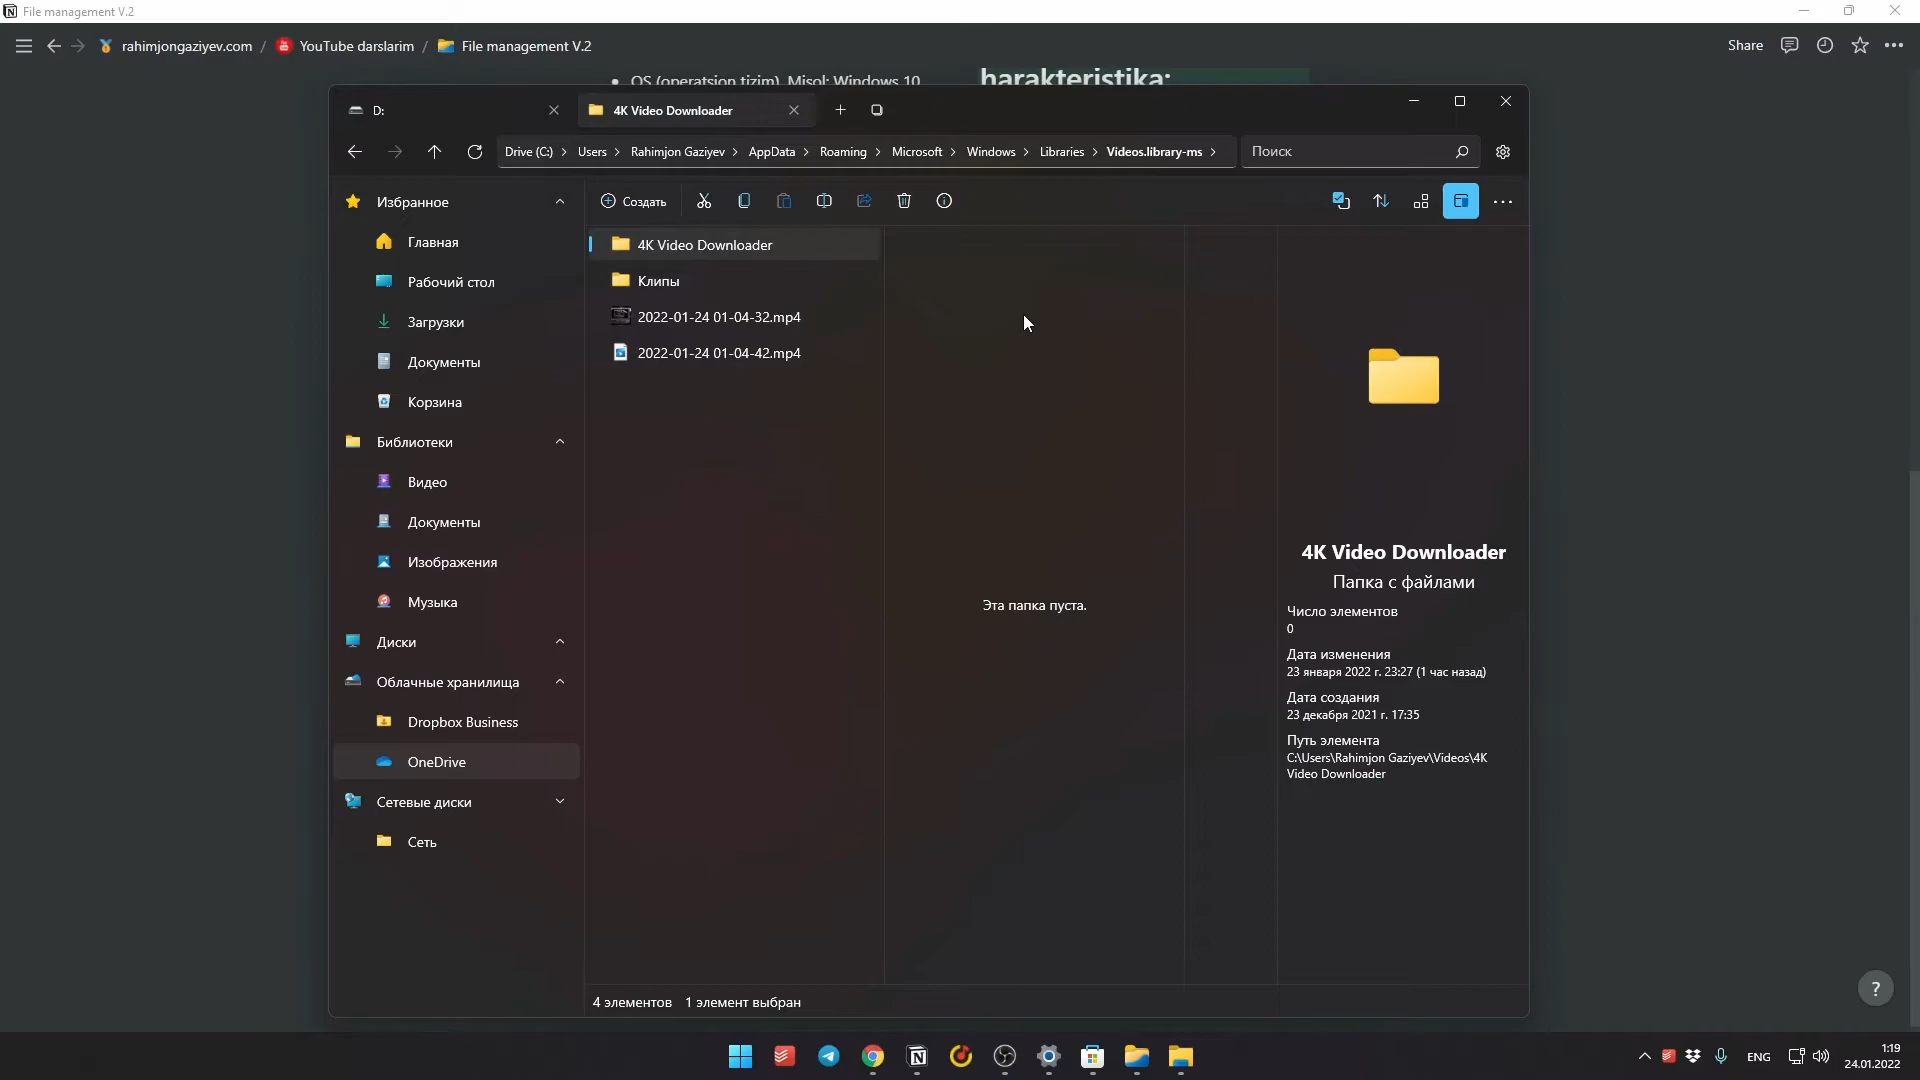 File management V.2
rahimjongaziyev.com / YouTube darslarim / File management V.2
Share
OS (operatsion tizim). Misol: Windows 10
harakteristika:
D:
4K Video Downloader
Drive (C:) > Users > Rahimjon Gaziyev > AppData > Roaming > Microsoft > Windows > Libraries > Videos.library-ms >
Поиск
Избранное
Главная
Рабочий стол
Загрузки
Документы
Корзина
Библиотеки
Видео
Документы
Изображения
Музыка
Диски
Облачные хранилища
Dropbox Business
OneDrive
Сетевые диски
Сеть
Создать
4K Video Downloader
Клипы
2022-01-24 01-04-32.mp4
2022-01-24 01-04-42.mp4
Эта папка пуста.
4K Video Downloader
Папка с файлами
Число элементов
0
Дата изменения
23 января 2022 г. 23:27 (1 час назад)
Дата создания
23 декабря 2021 г. 17:35
Путь элемента
C:\Users\Rahimjon Gaziyev\Videos\4K
Video Downloader
4 элементов 1 элемент выбран
?
ENG
1:19
24.01.2022